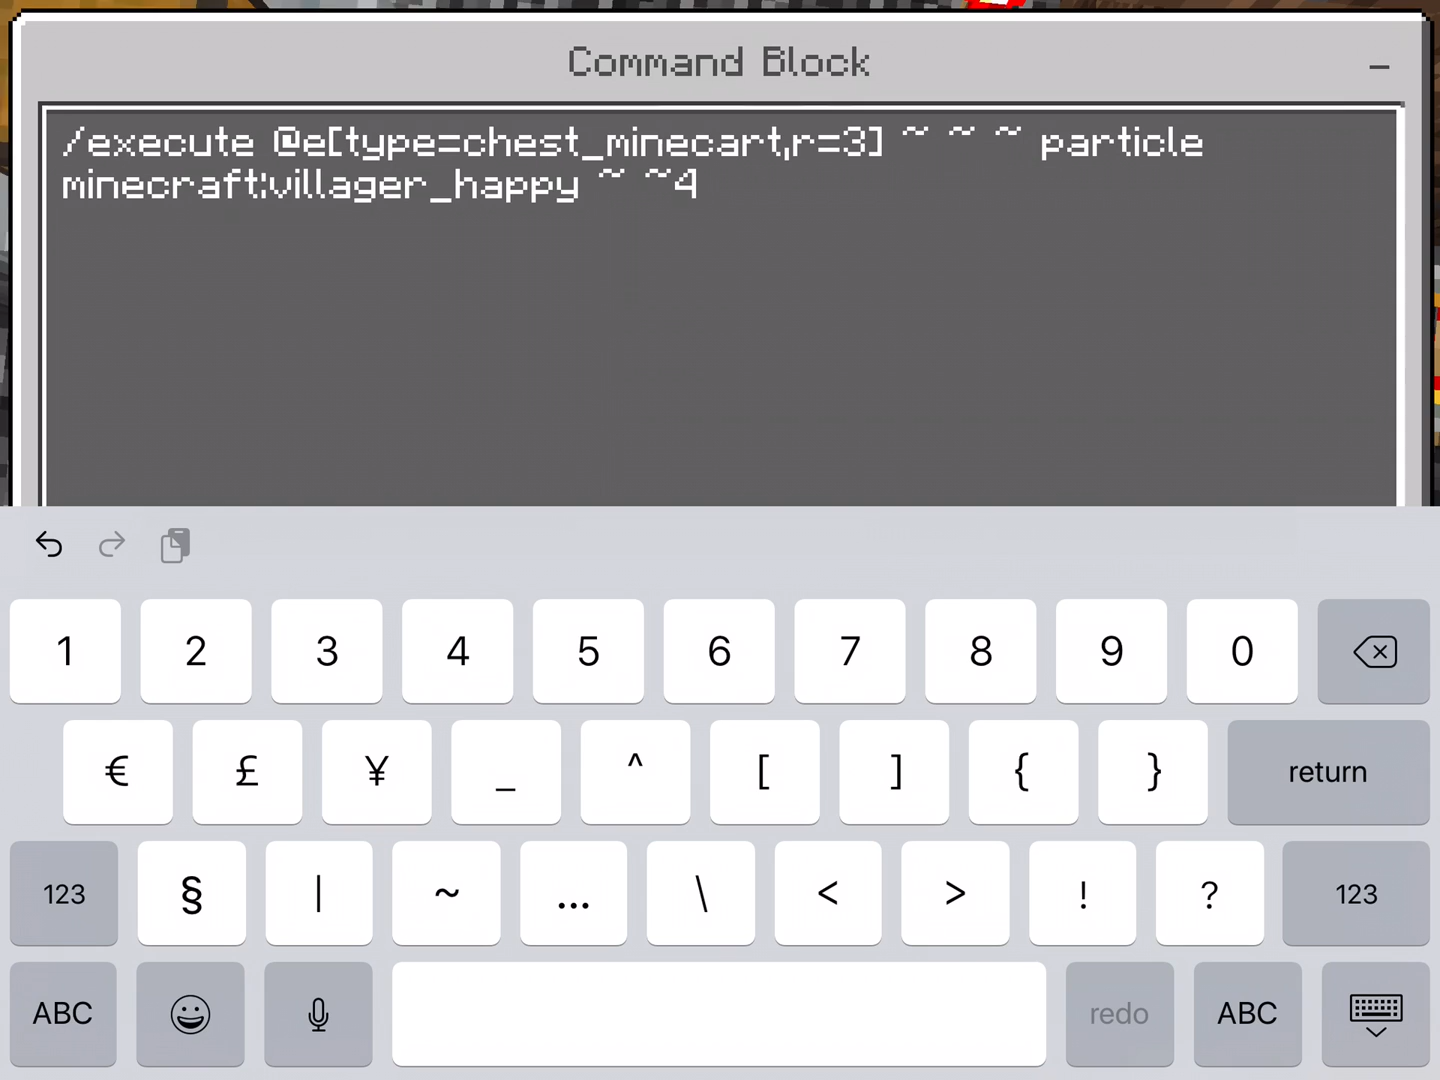 Command Block
/execute @e[type=chest_minecart,r=3] ~ ~ ~ particle
minecraft:villager_happy ~ ~4
1 2 3 4 5 6 7 8 9 0
€ £ ¥ _ ^ [ ] { } return
123 § | ~ … \ < > ! ? 123
ABC redo ABC